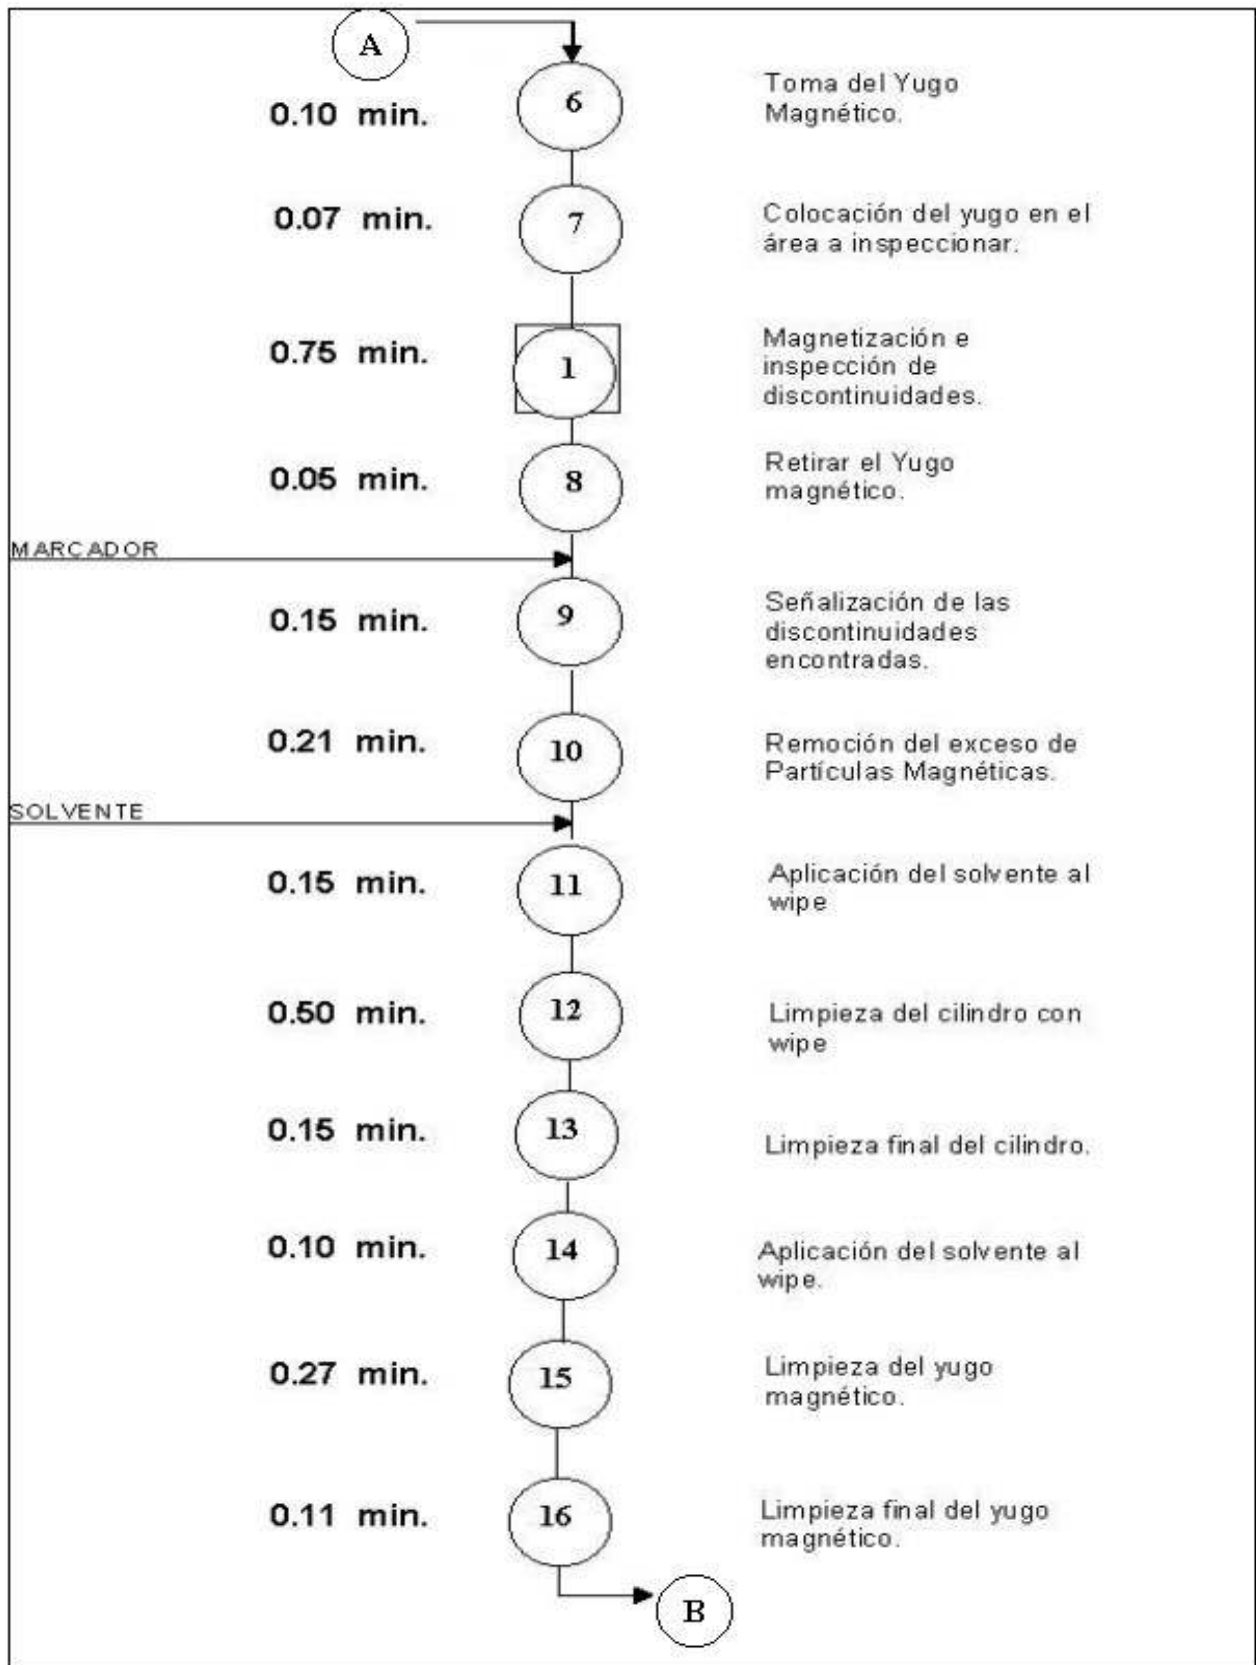 A
0.10 min.
6
Toma del Yugo
Magnético.
0.07 min.
7
Colocación del yugo en el
área a inspeccionar.
0.75 min.
1
Magnetización e
inspección de
discontinuidades.
0.05 min.
8
Retirar el Yugo
magnético.
MARCADOR
0.15 min.
9
Señalización de las
discontinuidades
encontradas.
0.21 min.
10
Remoción del exceso de
Partículas Magnéticas.
SOLVENTE
0.15 min.
11
Aplicación del solvente al
wipe
0.50 min.
12
Limpieza del cilindro con
wipe
0.15 min.
13
Limpieza final del cilindro.
0.10 min.
14
Aplicación del solvente al
wipe.
0.27 min.
15
Limpieza del yugo
magnético.
0.11 min.
16
Limpieza final del yugo
magnético.
B